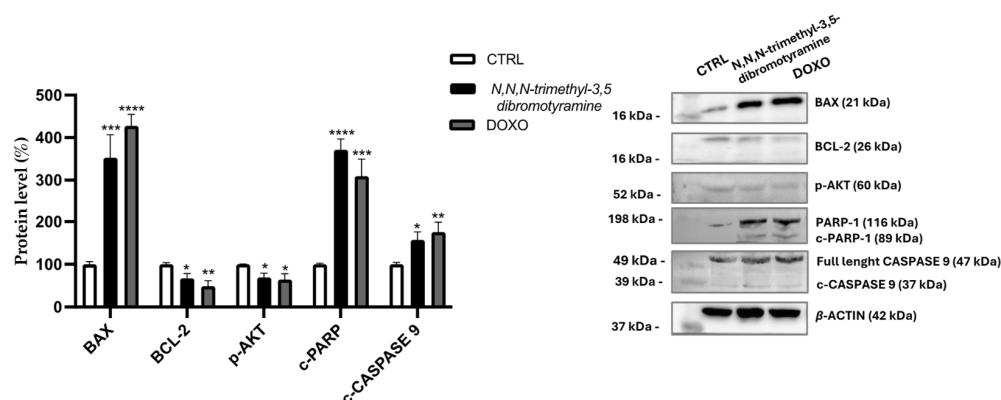 CTRL
N,N,N-trimethyl-3,5
dibromotyramine
DOXO
Protein level (%)
500
400
300
200
100
0
***
****
*
**
*
*
****
***
*
**
BAX
BCL-2
p-AKT
c-PARP
c-CASPASE 9
CTRL
N,N,N-trimethyl-3,5-
dibromotyramine
DOXO
16 kDa -
BAX (21 kDa)
16 kDa -
BCL-2 (26 kDa)
52 kDa -
p-AKT (60 kDa)
198 kDa -
PARP-1 (116 kDa)
c-PARP-1 (89 kDa)
49 kDa -
Full lenght CASPASE 9 (47 kDa)
39 kDa -
c-CASPASE 9 (37 kDa)
37 kDa -
β-ACTIN (42 kDa)